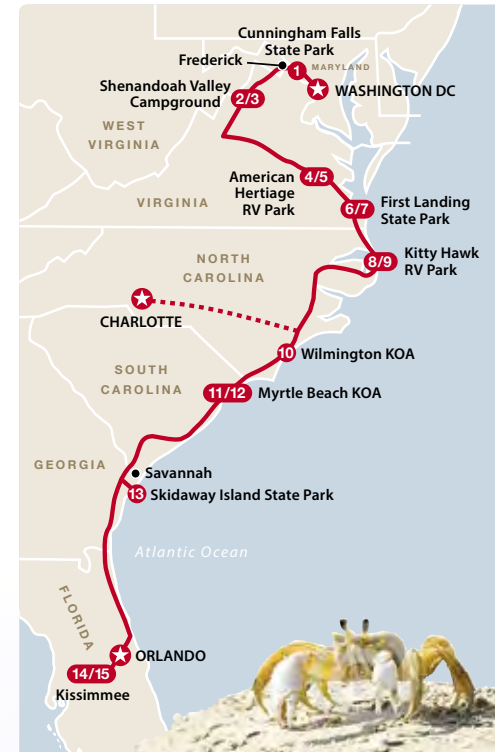 Cunningham Falls
State Park
Frederick
1
MARYLAND
WASHINGTON DC
Shenandoah Valley
Campground
2/3
WEST
VIRGINIA
American
Hertiage
RV Park
4/5
VIRGINIA
6/7
First Landing
State Park
Kitty Hawk
RV Park
8/9
NORTH
CAROLINA
CHARLOTTE
10
Wilmington KOA
SOUTH
CAROLINA
11/12
Myrtle Beach KOA
GEORGIA
Savannah
13
Skidaway Island State Park
Atlantic Ocean
FLORIDA
ORLANDO
14/15
Kissimmee